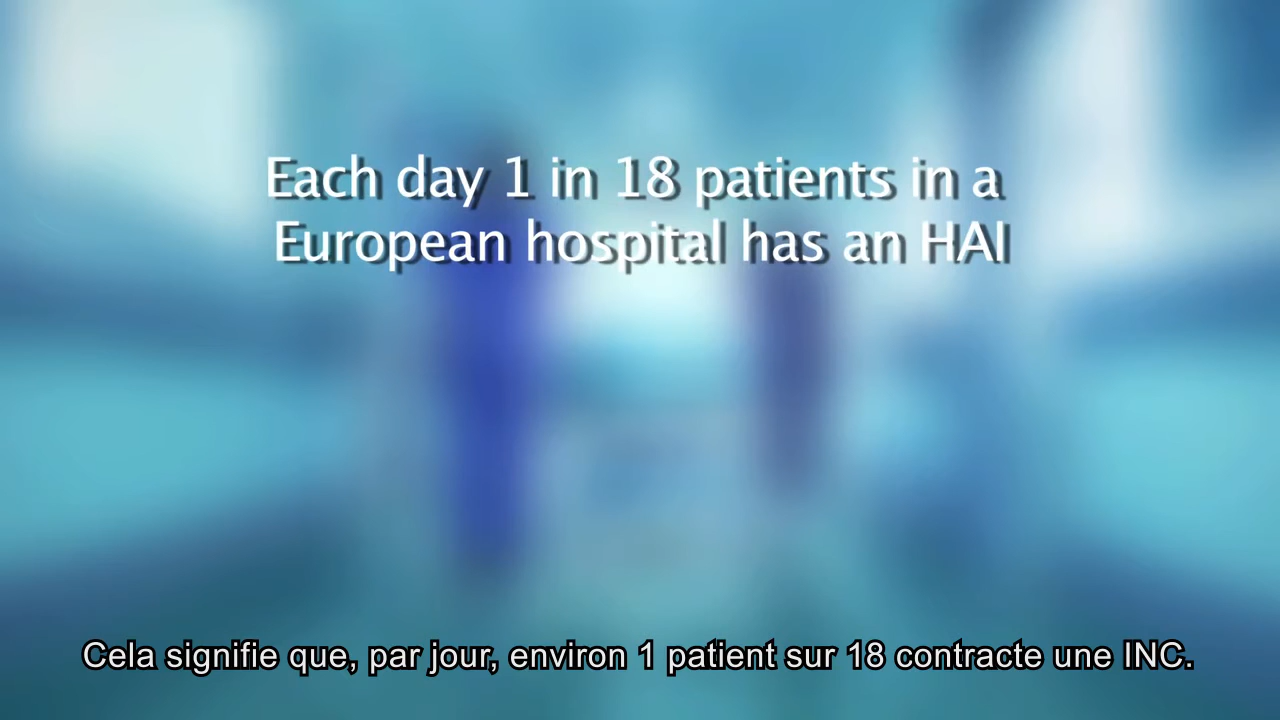 Each day 1 in 18 patients in a
European hospital has an HAI
Cela signifie que, par jour, environ 1 patient sur 18 contracte une INC.